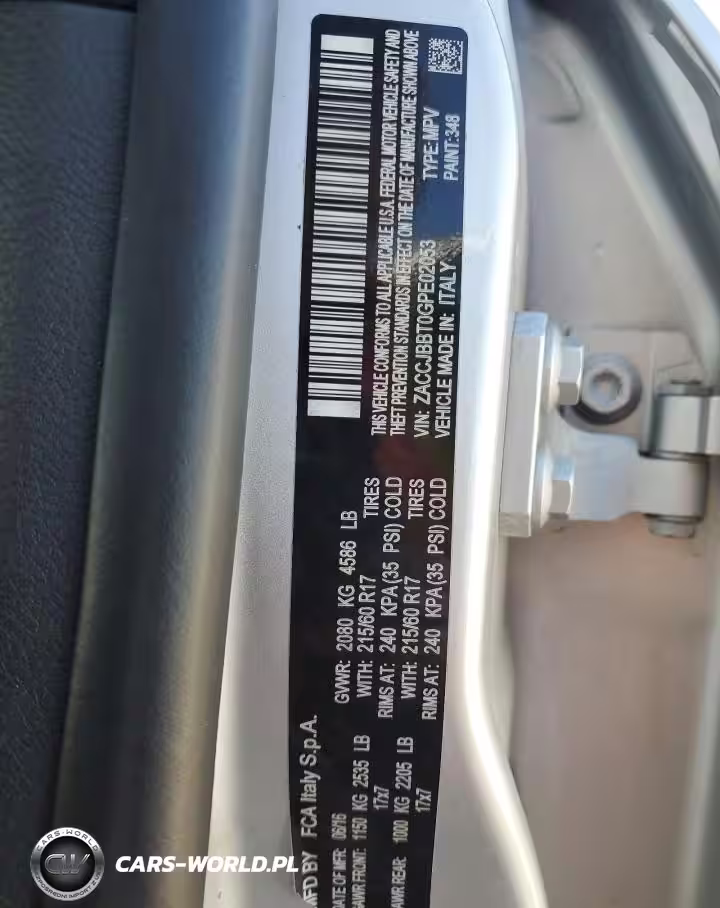 MFD BY FCA Italy S.p.A.
DATE OF MFR: 06/16 GVWR: 2080 KG 4586 LB
GAWR FRONT: 1150 KG 2535 LB WITH: 215/60 R17 TIRES
17x7 RIMS AT: 240 KPA(35 PSI) COLD
GAWR REAR: 1000 KG 2205 LB WITH: 215/60 R17 TIRES
17x7 RIMS AT: 240 KPA(35 PSI) COLD
THIS VEHICLE CONFORMS TO ALL APPLICABLE U.S.A. FEDERAL MOTOR VEHICLE SAFETY AND
THEFT PREVENTION STANDARDS IN EFFECT ON THE DATE OF MANUFACTURE SHOWN ABOVE
VIN: ZACCJBBT0GPE02053 TYPE:MPV
VEHICLE MADE IN: ITALY PAINT:348
CARS-WORLD
CW
CARS-WORLD.PL